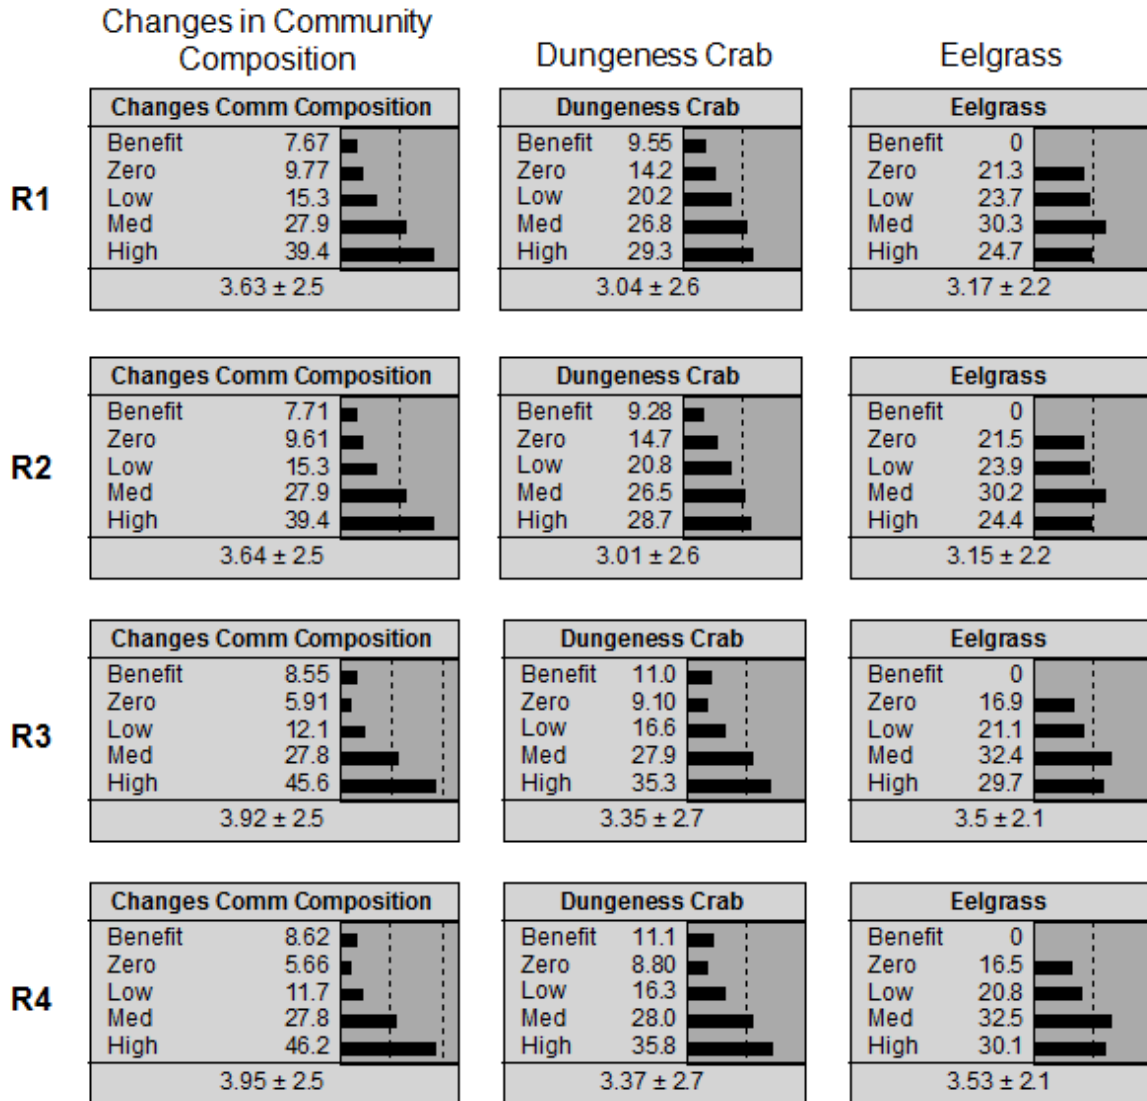 Changes in Community
Composition
Dungeness Crab
Eelgrass
R1
Changes Comm Composition
Benefit 7.67
Zero 9.77
Low 15.3
Med 27.9
High 39.4
3.63 ± 2.5
Dungeness Crab
Benefit 9.55
Zero 14.2
Low 20.2
Med 26.8
High 29.3
3.04 ± 2.6
Eelgrass
Benefit 0
Zero 21.3
Low 23.7
Med 30.3
High 24.7
3.17 ± 2.2
R2
Changes Comm Composition
Benefit 7.71
Zero 9.61
Low 15.3
Med 27.9
High 39.4
3.64 ± 2.5
Dungeness Crab
Benefit 9.28
Zero 14.7
Low 20.8
Med 26.5
High 28.7
3.01 ± 2.6
Eelgrass
Benefit 0
Zero 21.5
Low 23.9
Med 30.2
High 24.4
3.15 ± 2.2
R3
Changes Comm Composition
Benefit 8.55
Zero 5.91
Low 12.1
Med 27.8
High 45.6
3.92 ± 2.5
Dungeness Crab
Benefit 11.0
Zero 9.10
Low 16.6
Med 27.9
High 35.3
3.35 ± 2.7
Eelgrass
Benefit 0
Zero 16.9
Low 21.1
Med 32.4
High 29.7
3.5 ± 2.1
R4
Changes Comm Composition
Benefit 8.62
Zero 5.66
Low 11.7
Med 27.8
High 46.2
3.95 ± 2.5
Dungeness Crab
Benefit 11.1
Zero 8.80
Low 16.3
Med 28.0
High 35.8
3.37 ± 2.7
Eelgrass
Benefit 0
Zero 16.5
Low 20.8
Med 32.5
High 30.1
3.53 ± 2.1